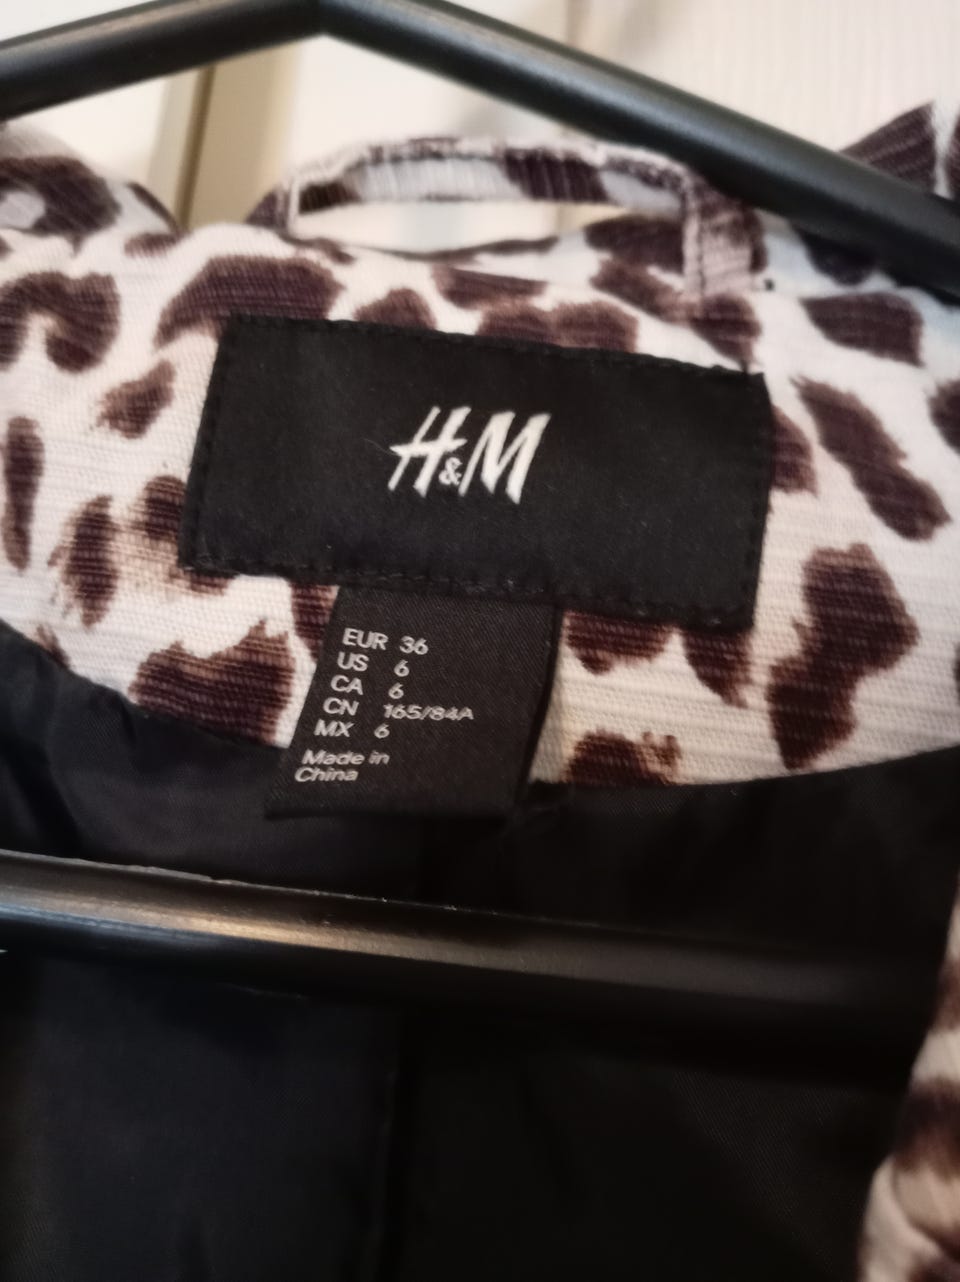 H&M
EUR 36
US 6
CA 6
CN 165/84A
MX 6
Made in
China